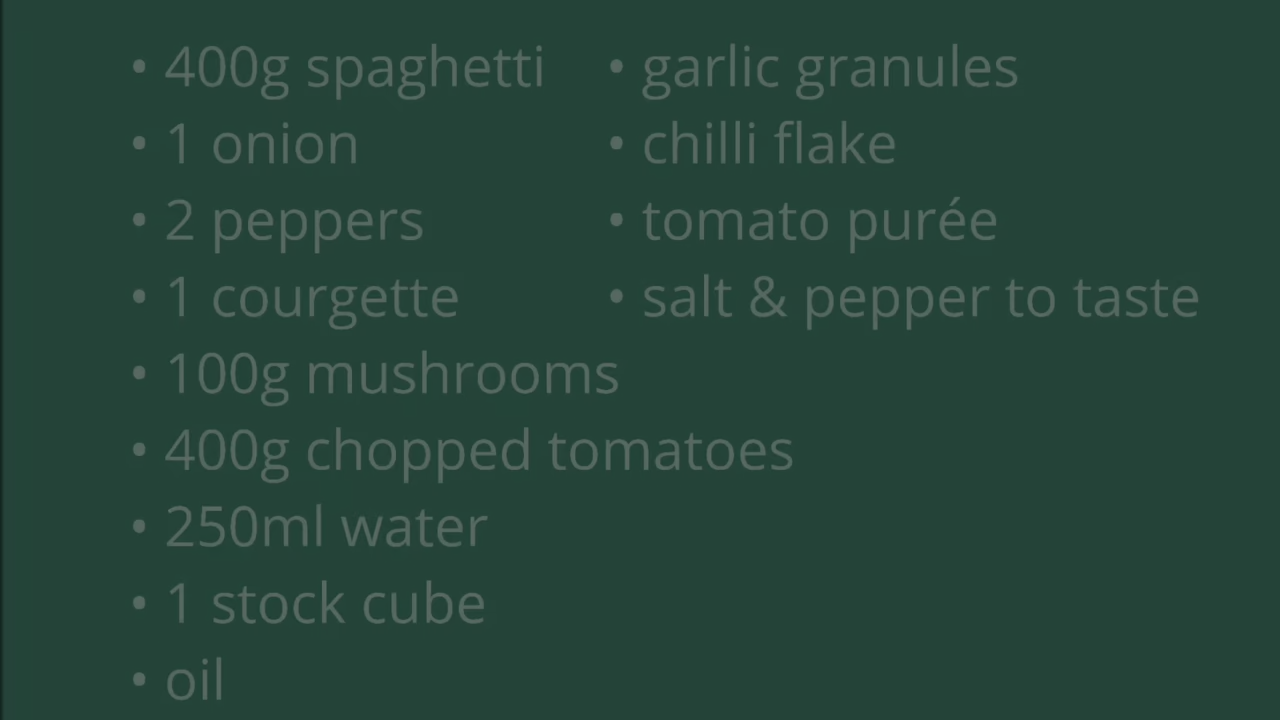 • 400g spaghetti
• 1 onion
• 2 peppers
• 1 courgette
• 100g mushrooms
• 400g chopped tomatoes
• 250ml water
• 1 stock cube
• oil
• garlic granules
• chilli flake
• tomato purée
• salt & pepper to taste